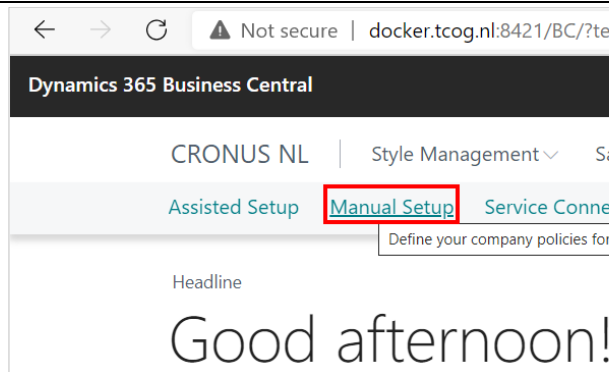 Not secure | docker.tcog.nl:8421/BC/?te
Dynamics 365 Business Central
CRONUS NL | Style Management Sa
Assisted Setup Manual Setup Service Conne
Define your company policies for
Headline
Good afternoon!